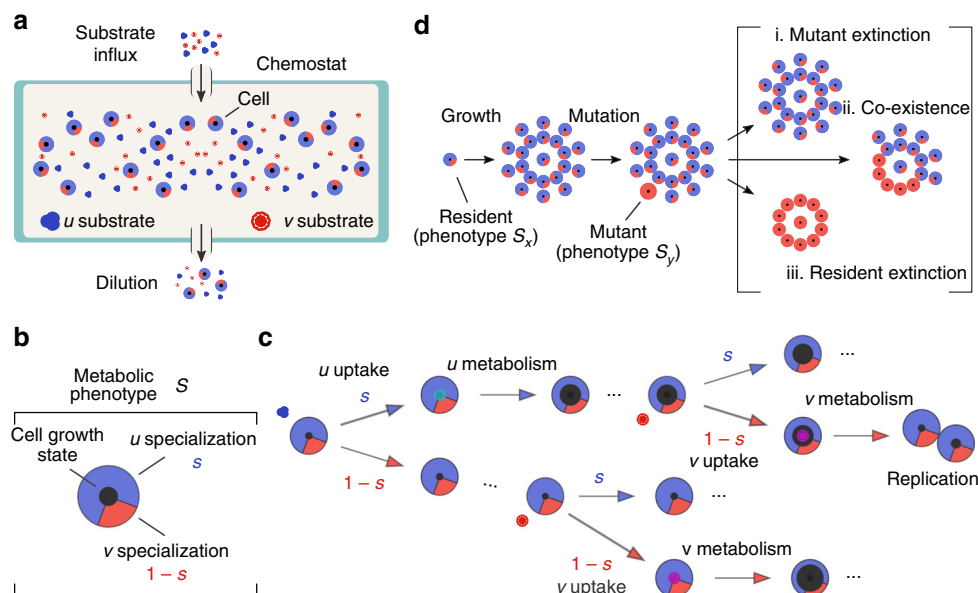 a
Substrate
influx
Chemostat
Cell
u substrate
v substrate
Dilution
b
Metabolic
phenotype S
Cell growth
state
u specialization
s
v specialization
1 – s
c
u uptake
s
u metabolism
...
s
...
1 – s
v uptake
v metabolism
Replication
1 – s
...
s
...
1 – s
v uptake
v metabolism
...
d
Growth
Mutation
Resident
(phenotype Sx)
Mutant
(phenotype Sy)
i. Mutant extinction
ii. Co-existence
iii. Resident extinction